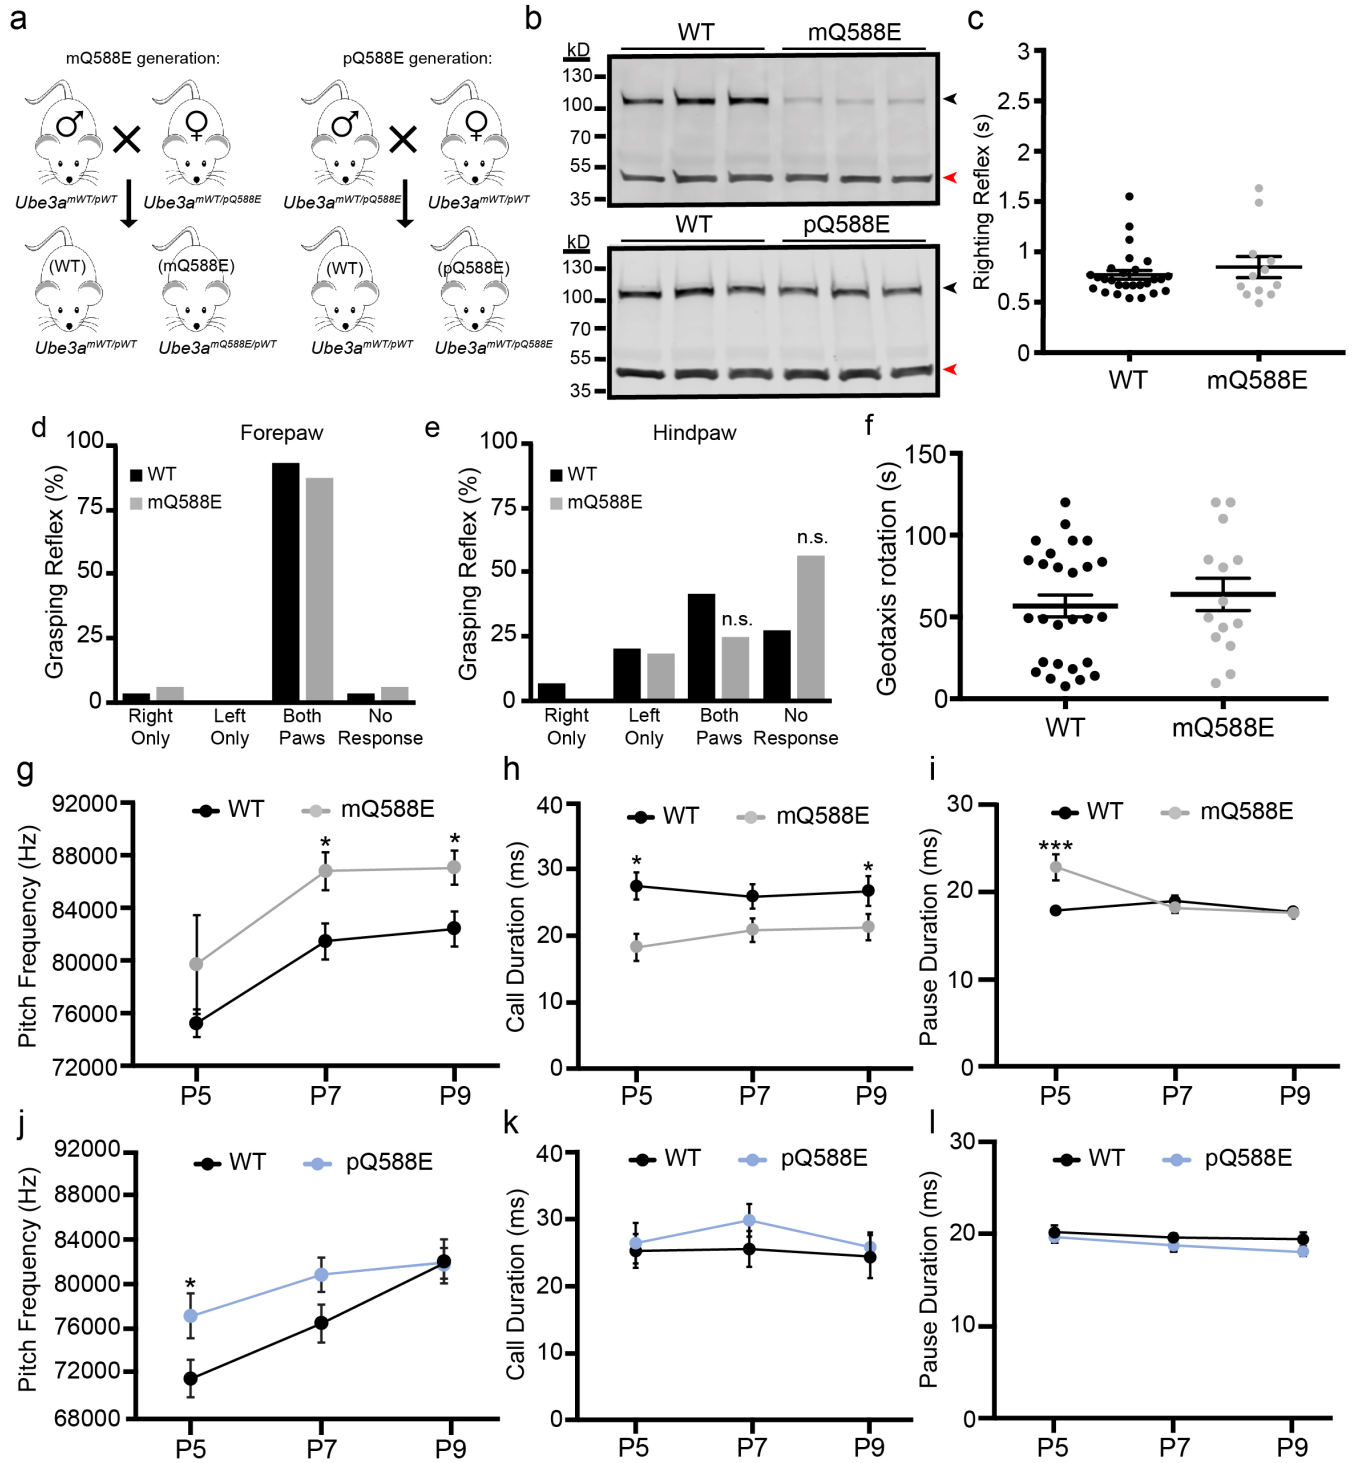 a
mQ588E generation:
pQ588E generation:
♂ × ♀
♂ × ♀
Ube3a^mWT/pWT
Ube3a^mWT/pQ588E
Ube3a^mWT/pQ588E
Ube3a^mWT/pWT
(WT)
(mQ588E)
(WT)
(pQ588E)
Ube3a^mWT/pWT
Ube3a^mQ588E/pWT
Ube3a^mWT/pWT
Ube3a^mWT/pQ588E
b
WT
mQ588E
kD
130
100
70
55
35
WT
pQ588E
kD
130
100
70
55
35
c
Righting Reflex (s)
3
2.5
2
1.5
1
0.5
0
WT
mQ588E
d
Forepaw
Grasping Reflex (%)
100
75
50
25
0
WT
mQ588E
Right Only
Left Only
Both Paws
No Response
e
Hindpaw
Grasping Reflex (%)
100
75
50
25
0
WT
mQ588E
n.s.
n.s.
Right Only
Left Only
Both Paws
No Response
f
Geotaxis rotation (s)
150
100
50
0
WT
mQ588E
g
Pitch Frequency (Hz)
92000
88000
84000
80000
76000
72000
WT
mQ588E
*
*
P5
P7
P9
h
Call Duration (ms)
40
30
20
10
0
WT
mQ588E
*
*
P5
P7
P9
i
Pause Duration (ms)
30
20
10
0
WT
mQ588E
***
P5
P7
P9
j
Pitch Frequency (Hz)
92000
88000
84000
80000
76000
72000
68000
WT
pQ588E
*
P5
P7
P9
k
Call Duration (ms)
40
30
20
10
0
WT
pQ588E
P5
P7
P9
l
Pause Duration (ms)
30
20
10
0
WT
pQ588E
P5
P7
P9